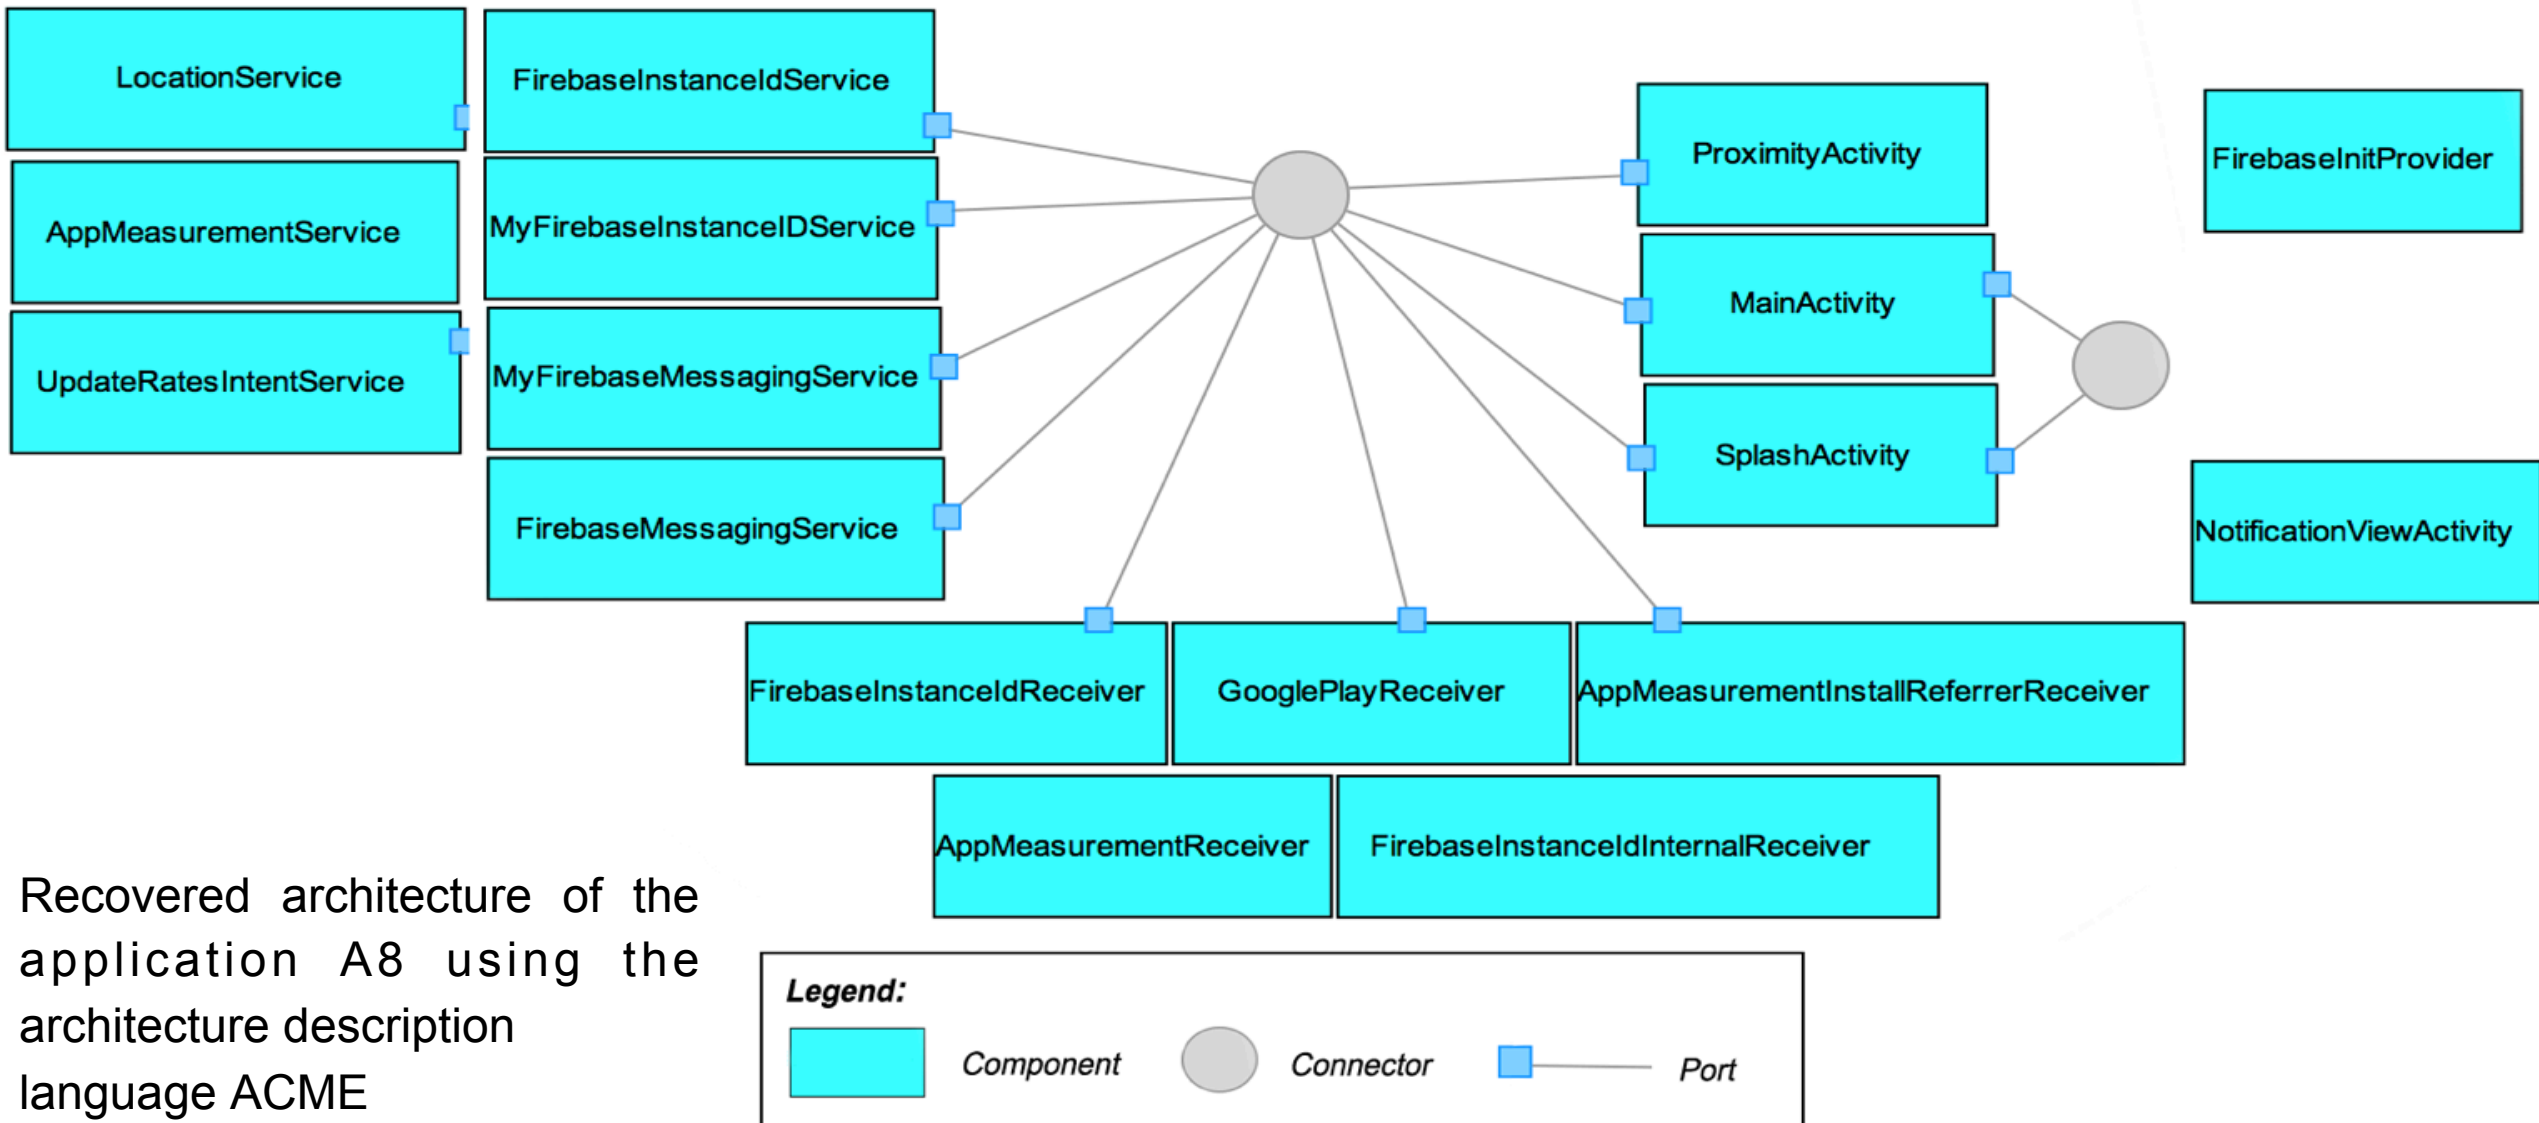 LocationService
FirebaseInstanceIdService
ProximityActivity
FirebaseInitProvider
AppMeasurementService
MyFirebaseInstanceIDService
MainActivity
UpdateRatesIntentService
MyFirebaseMessagingService
SplashActivity
FirebaseMessagingService
NotificationViewActivity
FirebaseInstanceIdReceiver
GooglePlayReceiver
AppMeasurementInstallReferrerReceiver
AppMeasurementReceiver
FirebaseInstanceIdInternalReceiver
Recovered architecture of the
application A8 using the
architecture description
language ACME
Legend:
Component
Connector
Port